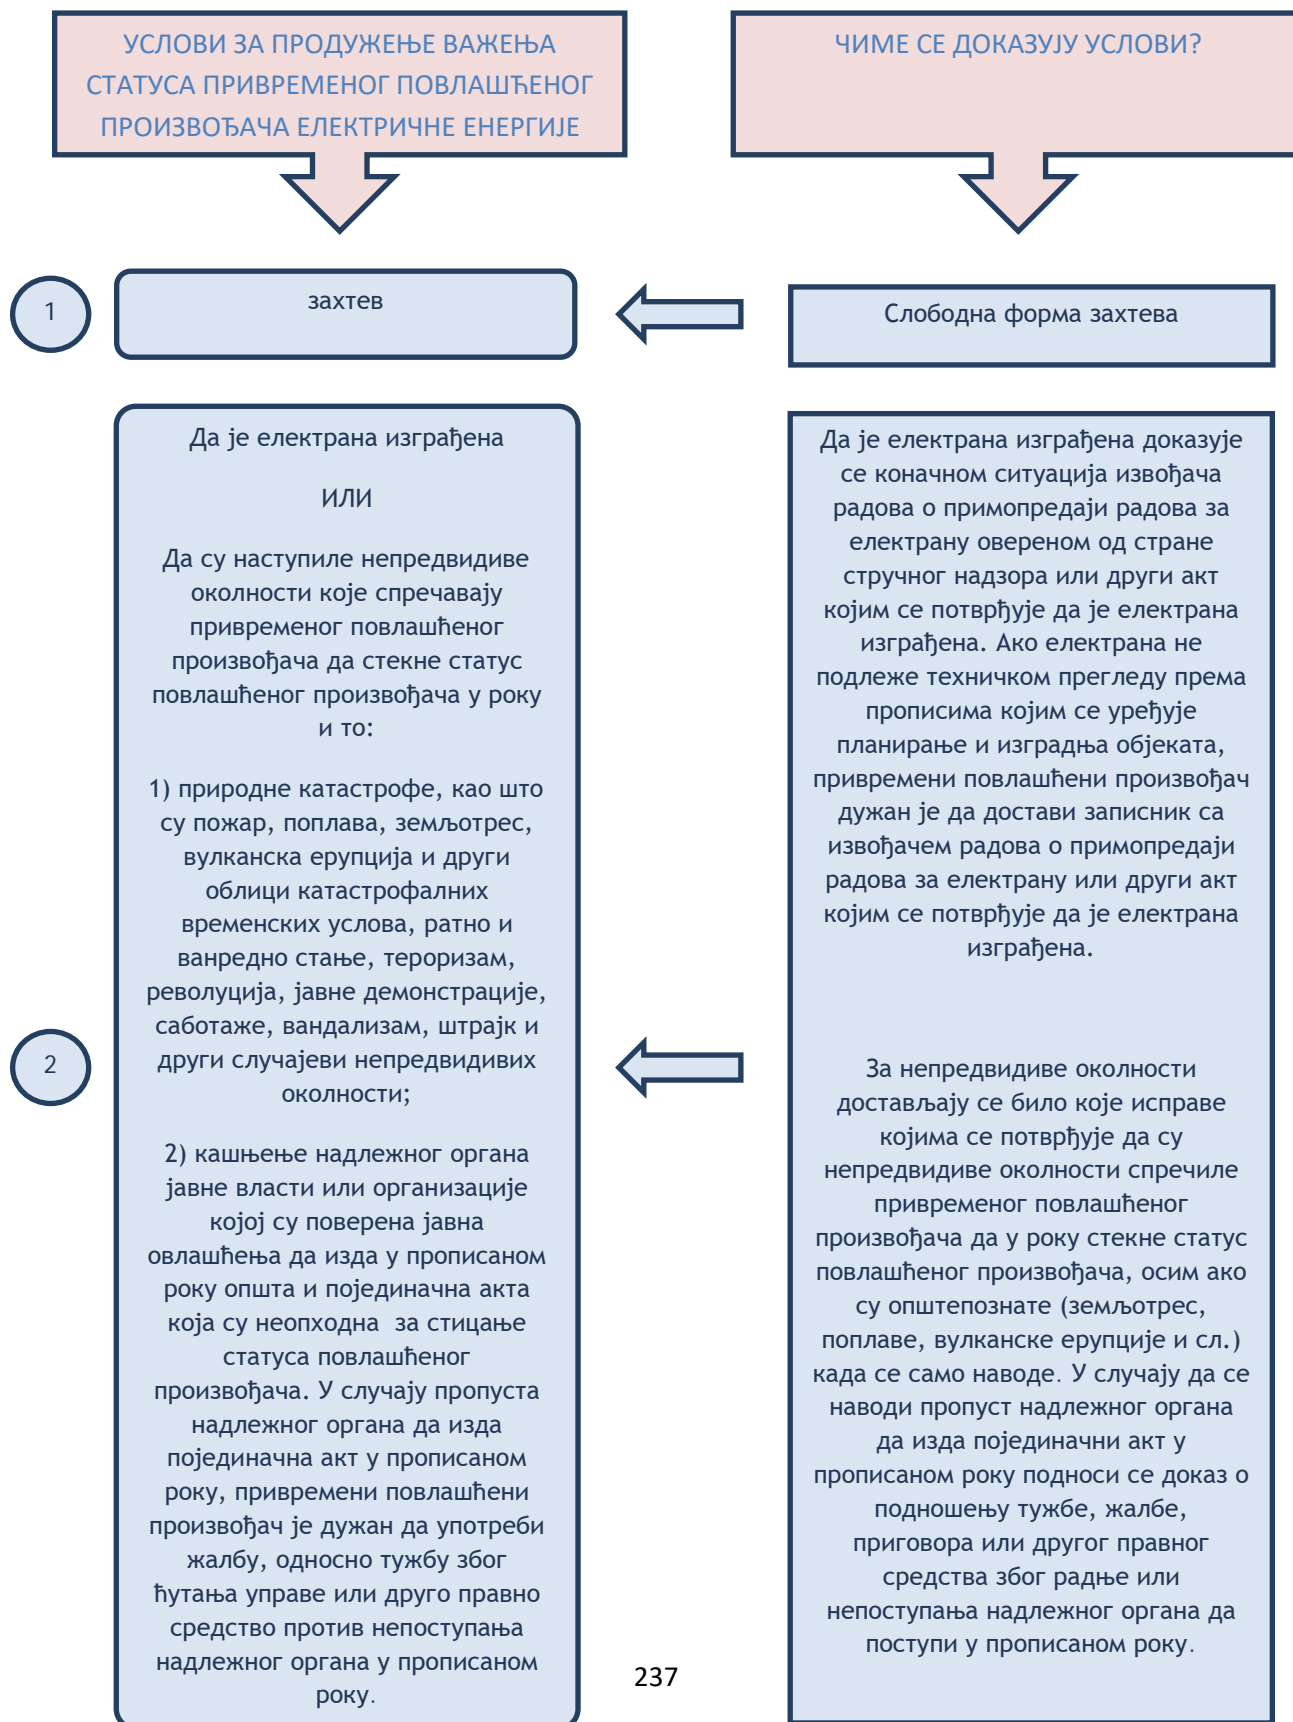 УСЛОВИ ЗА ПРОДУЖЕЊЕ ВАЖЕЊА
СТАТУСА ПРИВРЕМЕНОГ ПОВЛАШЋЕНОГ
ПРОИЗВОЂАЧА ЕЛЕКТРИЧНЕ ЕНЕРГИЈЕ
ЧИМЕ СЕ ДОКАЗУЈУ УСЛОВИ?
1
захтев
Слободна форма захтева
2
Да је електрана изграђена
ИЛИ
Да су наступиле непредвидиве
околности које спречавају
привременог повлашћеног
произвођача да стекне статус
повлашћеног произвођача у року
и то:
1) природне катастрофе, као што
су пожар, поплава, земљотрес,
вулканска ерупција и други
облици катастрофалних
временских услова, ратно и
ванредно стање, тероризам,
револуција, јавне демонстрације,
саботаже, вандализам, штрајк и
други случајеви непредвидивих
околности;
2) кашњење надлежног органа
јавне власти или организације
којој су поверена јавна
овлашћења да изда у прописаном
року општа и појединачна акта
која су неопходна  за стицање
статуса повлашћеног
произвођача. У случају пропуста
надлежног органа да изда
појединачна акт у прописаном
року, привремени повлашћени
произвођач је дужан да употреби
жалбу, односно тужбу због
ћутања управе или друго правно
средство против непоступања
надлежног органа у прописаном
року.
Да је електрана изграђена доказује
се коначном ситуација извођача
радова о примопредаји радова за
електрану овереном од стране
стручног надзора или други акт
којим се потврђује да је електрана
изграђена. Ако електрана не
подлеже техничком прегледу према
прописима којим се уређује
планирање и изградња објеката,
привремени повлашћени произвођач
дужан је да достави записник са
извођачем радова о примопредаји
радова за електрану или други акт
којим се потврђује да је електрана
изграђена.
За непредвидиве околности
достављају се било које исправе
којима се потврђује да су
непредвидиве околности спречиле
привременог повлашћеног
произвођача да у року стекне статус
повлашћеног произвођача, осим ако
су општепознате (земљотрес,
поплаве, вулканске ерупције и сл.)
када се само наводе. У случају да се
наводи пропуст надлежног органа
да изда појединачни акт у
прописаном року подноси се доказ о
подношењу тужбе, жалбе,
приговора или другог правног
средства због радње или
непоступања надлежног органа да
поступи у прописаном року.
237